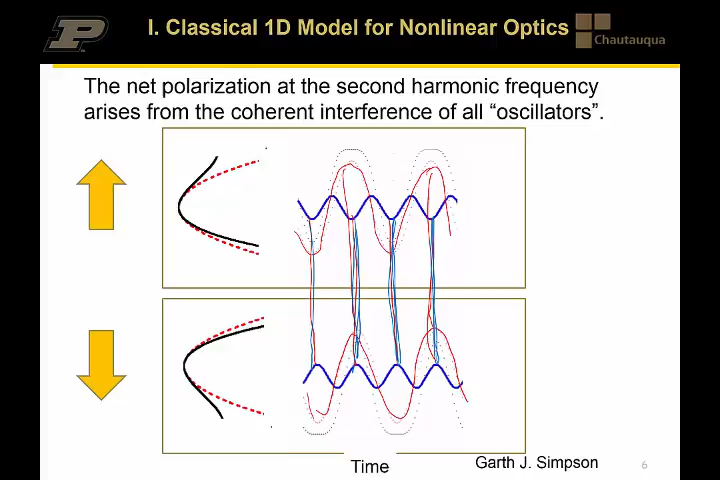 I. Classical 1D Model for Nonlinear Optics
P
Chautauqua
The net polarization at the second harmonic frequency
arises from the coherent interference of all “oscillators”.
Time
Garth J. Simpson
6